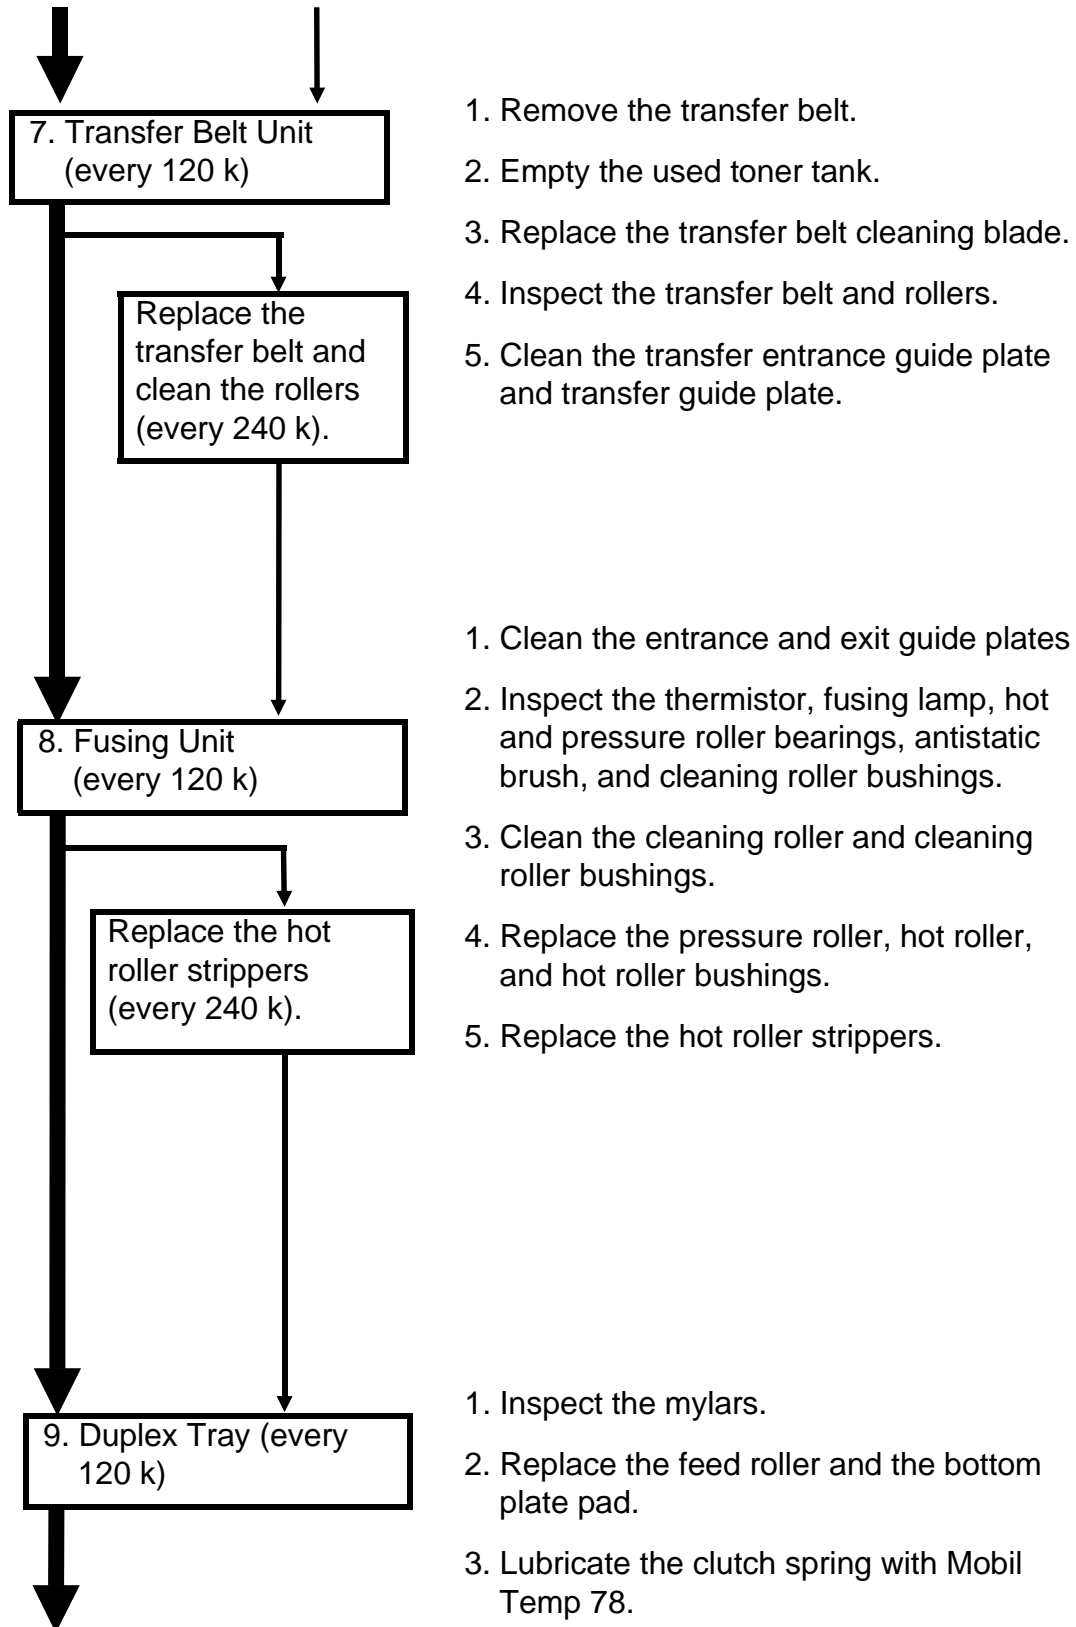 7. Transfer Belt Unit
(every 120 k)
1. Remove the transfer belt.
2. Empty the used toner tank.
3. Replace the transfer belt cleaning blade.
4. Inspect the transfer belt and rollers.
5. Clean the transfer entrance guide plate
and transfer guide plate.
Replace the
transfer belt and
clean the rollers
(every 240 k).
8. Fusing Unit
(every 120 k)
1. Clean the entrance and exit guide plates
2. Inspect the thermistor, fusing lamp, hot
and pressure roller bearings, antistatic
brush, and cleaning roller bushings.
3. Clean the cleaning roller and cleaning
roller bushings.
4. Replace the pressure roller, hot roller,
and hot roller bushings.
5. Replace the hot roller strippers.
Replace the hot
roller strippers
(every 240 k).
9. Duplex Tray (every
120 k)
1. Inspect the mylars.
2. Replace the feed roller and the bottom
plate pad.
3. Lubricate the clutch spring with Mobil
Temp 78.